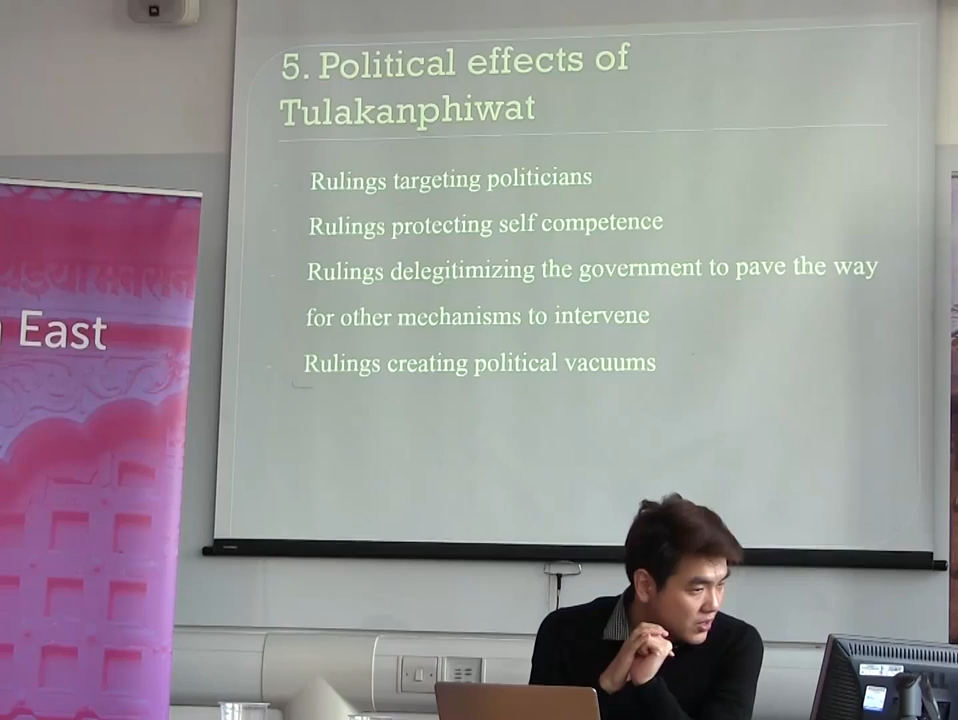 5. Political effects of
Tulakanphiwat
Rulings targeting politicians
Rulings protecting self competence
Rulings delegitimizing the government to pave the way
for other mechanisms to intervene
Rulings creating political vacuums
East
DELL